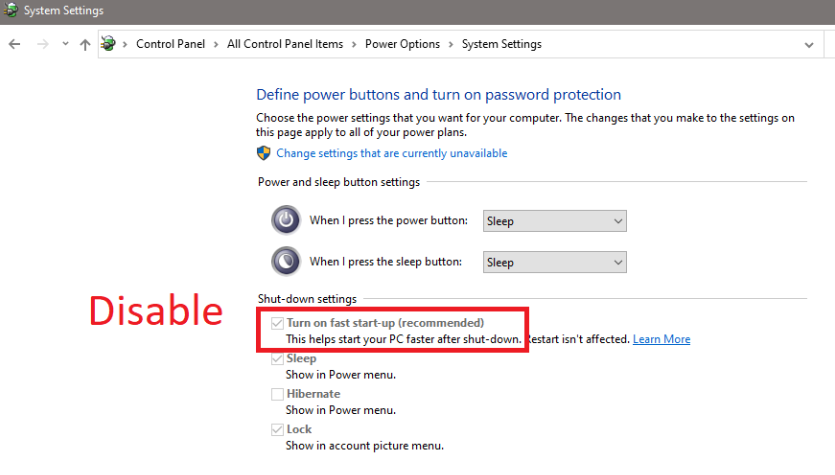 System Settings
Control Panel > All Control Panel Items > Power Options > System Settings
Define power buttons and turn on password protection
Choose the power settings that you want for your computer. The changes that you make to the settings on
this page apply to all of your power plans.
Change settings that are currently unavailable
Power and sleep button settings
When I press the power button: Sleep
When I press the sleep button: Sleep
Shut-down settings
Disable
Turn on fast start-up (recommended)
This helps start your PC faster after shut-down. Restart isn't affected. Learn More
Sleep
Show in Power menu.
Hibernate
Show in Power menu.
Lock
Show in account picture menu.